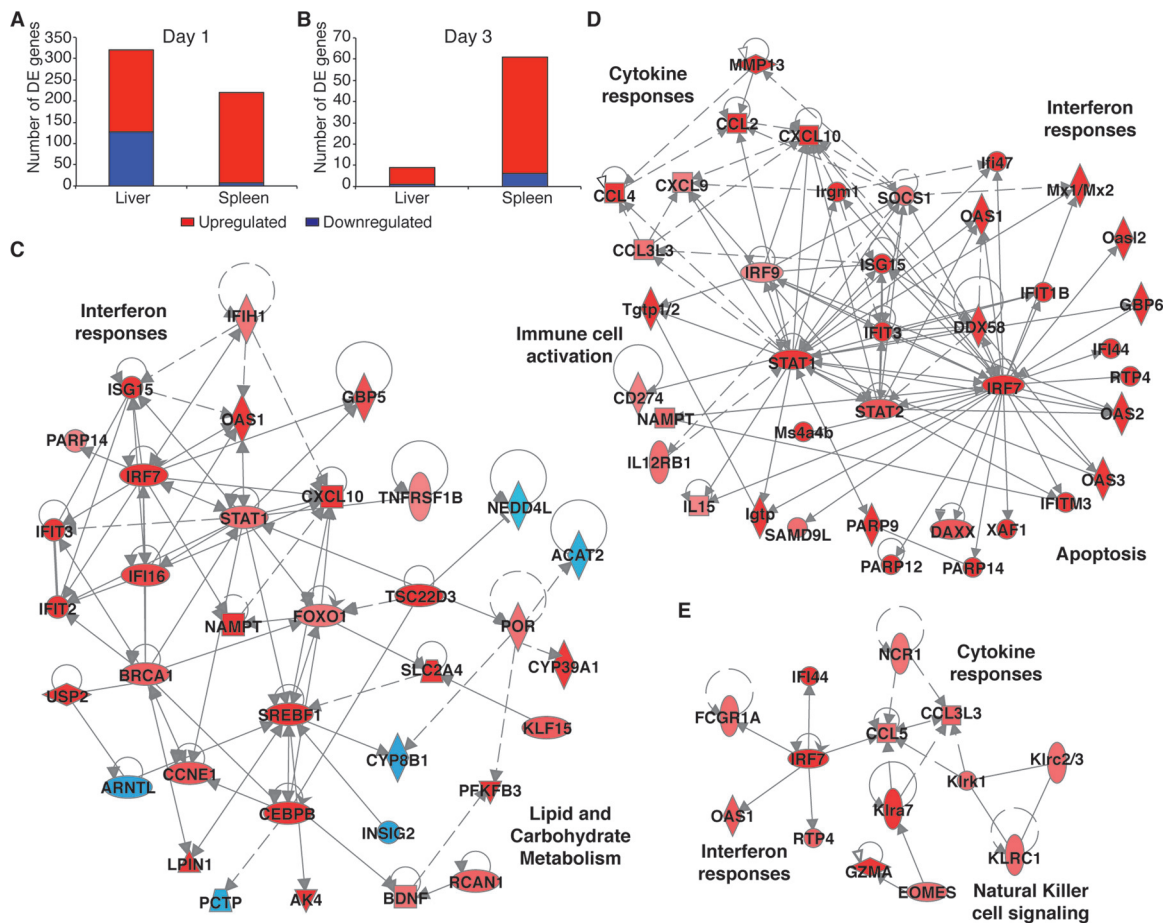 A
Day 1
Number of DE genes
350
300
250
200
150
100
50
0
Liver
Spleen
B
Day 3
Number of DE genes
70
60
50
40
30
20
10
0
Liver
Spleen
Upregulated
Downregulated
C
Interferon
responses
IFIH1
ISG15
OAS1
GBP5
PARP14
IRF7
CXCL10
TNFRSF1B
NEDD4L
STAT1
IFIT3
ACAT2
IFI16
IFIT2
TSC22D3
NAMPT
FOXO1
POR
BRCA1
SLC2A4
CYP39A1
USP2
SREBF1
KLF15
CYP8B1
ARNTL
CCNE1
PFKFB3
CEBPB
INSIG2
Lipid and
Carbohydrate
Metabolism
LPIN1
PCTP
AK4
BDNF
RCAN1
D
Cytokine
responses
MMP13
Interferon
responses
CCL2
CXCL10
Ifi47
CCL4
CXCL9
Irgm1
SOCS1
Mx1/Mx2
OAS1
Oasl2
CCL3L3
IRF9
ISG15
IFIT1B
GBP6
Tgtp1/2
IFIT3
DDX58
Immune cell
activation
STAT1
IFI44
RTP4
CD274
IRF7
NAMPT
STAT2
OAS2
Ms4a4b
IL12RB1
OAS3
IL15
Igtp
SAMD9L
PARP9
DAXX
XAF1
IFITM3
PARP12
PARP14
Apoptosis
E
NCR1
Cytokine
responses
IFI44
FCGR1A
CCL3L3
CCL5
IRF7
Klrk1
Klrc2/3
Klra7
OAS1
RTP4
KLRC1
Interferon
responses
GZMA
EOMES
Natural Killer
cell signaling